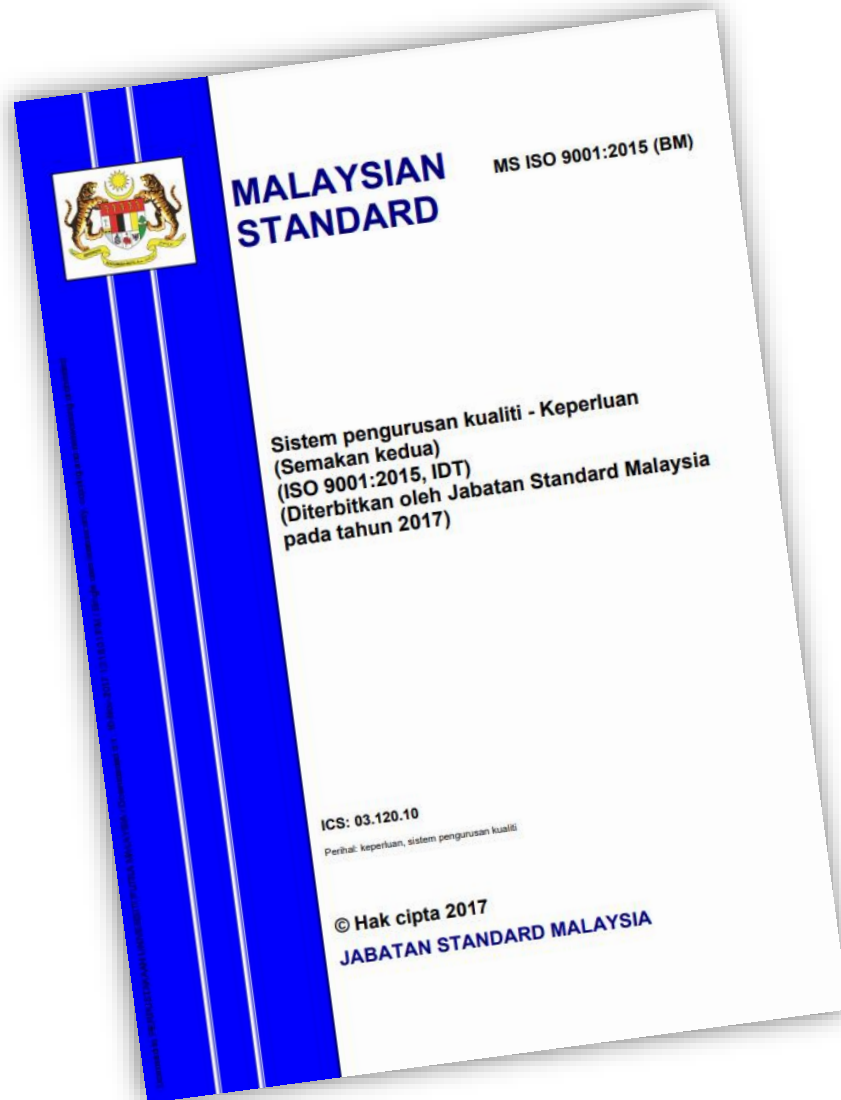 MALAYSIAN
STANDARD
MS ISO 9001:2015 (BM)
Sistem pengurusan kualiti - Keperluan
(Semakan kedua)
(ISO 9001:2015, IDT)
(Diterbitkan oleh Jabatan Standard Malaysia
pada tahun 2017)
ICS: 03.120.10
Perihal: keperluan, sistem pengurusan kualiti
© Hak cipta 2017
JABATAN STANDARD MALAYSIA